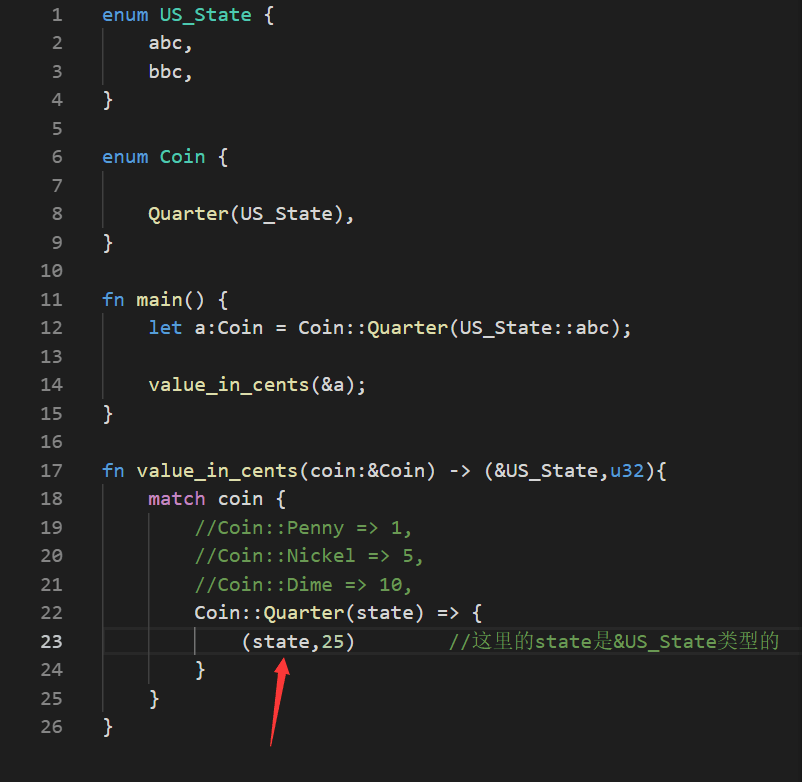 1 enum US_State {
2 abc,
3 bbc,
4 }
5
6 enum Coin {
7
8 Quarter(US_State),
9 }
10
11 fn main() {
12 let a:Coin = Coin::Quarter(US_State::abc);
13
14 value_in_cents(&a);
15 }
16
17 fn value_in_cents(coin:&Coin) -> (&US_State,u32){
18 match coin {
19 //Coin::Penny => 1,
20 //Coin::Nickel => 5,
21 //Coin::Dime => 10,
22 Coin::Quarter(state) => {
23 (state,25) //这里的state是&US_State类型的
24 }
25 }
26 }